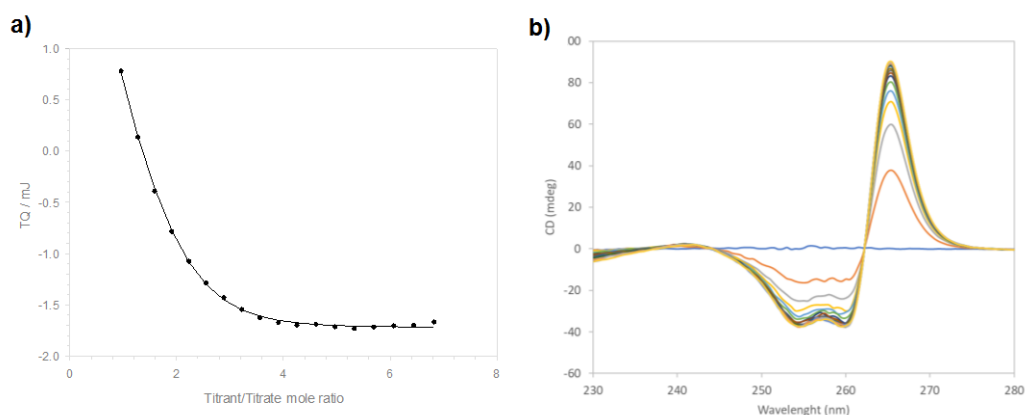 a)
1.0
0.5
0.0
-0.5
-1.0
-1.5
-2.0
TQ / mJ
0 2 4 6 8
Titrant/Titrate mole ratio
b)
00
80
60
40
20
0
-20
-40
-60
CD (mdeg)
230 240 250 260 270 280
Wavelenght (nm)